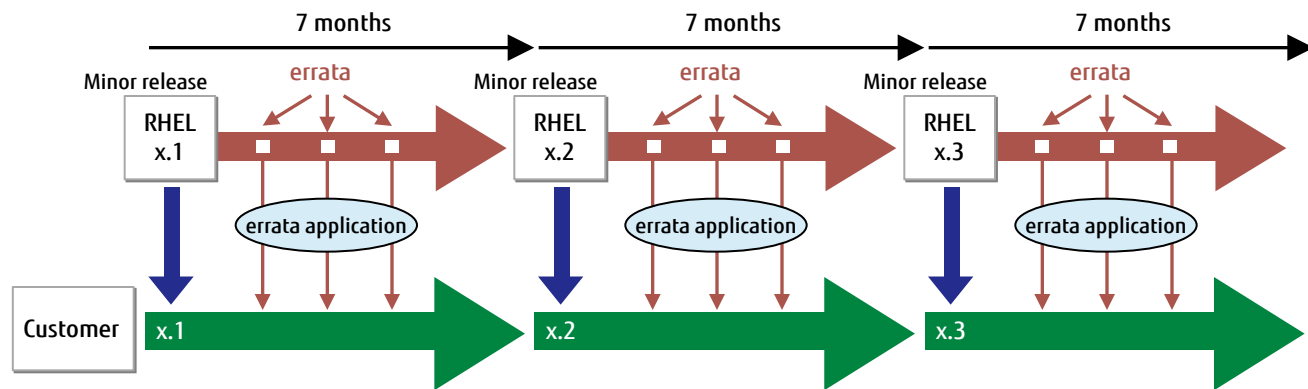 7 months
7 months
7 months
Minor release
errata
Minor release
errata
Minor release
errata
RHEL
x.1
RHEL
x.2
RHEL
x.3
errata application
errata application
errata application
Customer
x.1
x.2
x.3